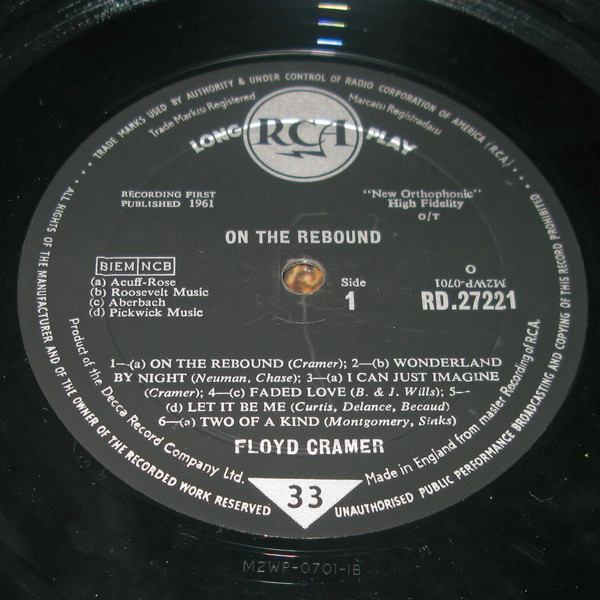 TRADE MARKS USED BY AUTHORITY & UNDER CONTROL OF RADIO CORPORATION OF AMERICA (R.C.A.)
Trade Mark(s) Registered
Marca(s) Registrada(s)
LONG RCA PLAY
RECORDING FIRST
PUBLISHED 1961
"New Orthophonic"
High Fidelity
O/T
ON THE REBOUND
BIEM NCB
(a) Acuff-Rose
(b) Roosevelt Music
(c) Aberbach
(d) Pickwick Music
Side
1
O
M2WP-0701
RD.27221
1—(a) ON THE REBOUND (Cramer); 2—(b) WONDERLAND
BY NIGHT (Neuman, Chase); 3—(a) I CAN JUST IMAGINE
(Cramer); 4—(c) FADED LOVE (B. & J. Wills); 5—
(d) LET IT BE ME (Curtis, Delance, Becaud)
6—(a) TWO OF A KIND (Montgomery, Sinks)
FLOYD CRAMER
Product of the Decca Record Company Ltd.
Made in England from master Recording of R.C.A.
33
ALL RIGHTS OF THE MANUFACTURER AND OF THE OWNER OF THE RECORDED WORK RESERVED
UNAUTHORISED PUBLIC PERFORMANCE BROADCASTING AND COPYING OF THIS RECORD PROHIBITED
M2WP-0701-1B